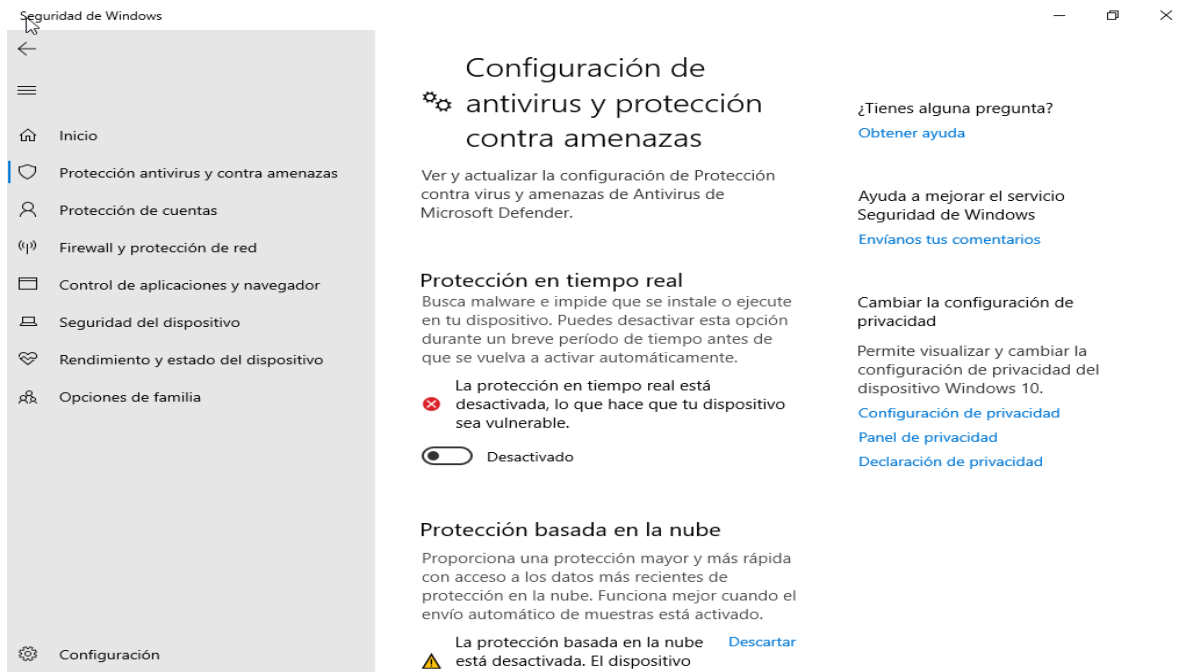 Seguridad de Windows
Inicio
Protección antivirus y contra amenazas
Protección de cuentas
Firewall y protección de red
Control de aplicaciones y navegador
Seguridad del dispositivo
Rendimiento y estado del dispositivo
Opciones de familia
Configuración
Configuración de
antivirus y protección
contra amenazas
Ver y actualizar la configuración de Protección
contra virus y amenazas de Antivirus de
Microsoft Defender.
Protección en tiempo real
Busca malware e impide que se instale o ejecute
en tu dispositivo. Puedes desactivar esta opción
durante un breve período de tiempo antes de
que se vuelva a activar automáticamente.
La protección en tiempo real está
desactivada, lo que hace que tu dispositivo
sea vulnerable.
Desactivado
Protección basada en la nube
Proporciona una protección mayor y más rápida
con acceso a los datos más recientes de
protección en la nube. Funciona mejor cuando el
envío automático de muestras está activado.
La protección basada en la nube
Descartar
está desactivada. El dispositivo
¿Tienes alguna pregunta?
Obtener ayuda
Ayuda a mejorar el servicio
Seguridad de Windows
Envíanos tus comentarios
Cambiar la configuración de
privacidad
Permite visualizar y cambiar la
configuración de privacidad del
dispositivo Windows 10.
Configuración de privacidad
Panel de privacidad
Declaración de privacidad